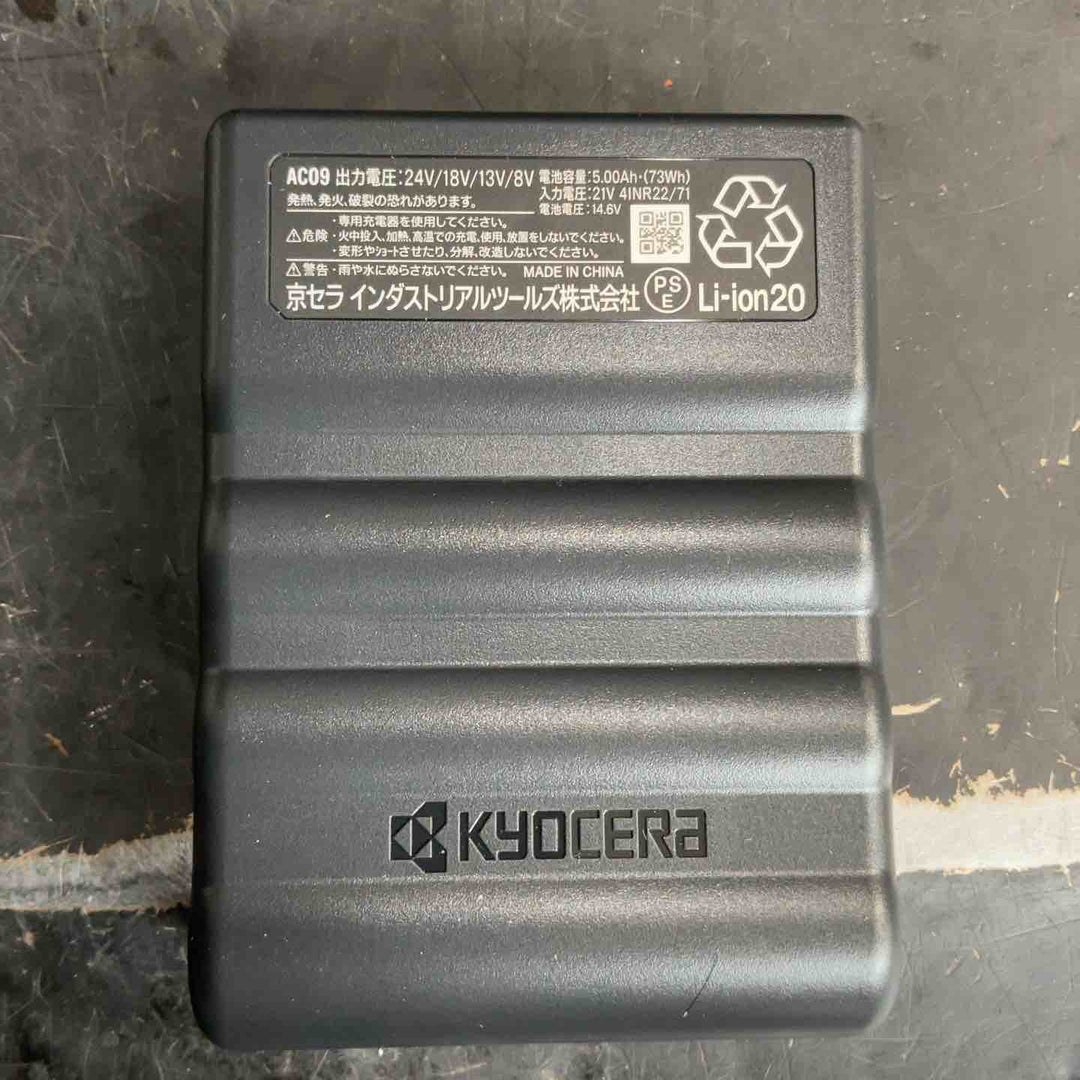 AC09 出力電圧:24V/18V/13V/8V 電池容量:5.00Ah・(73Wh)
入力電圧:21V 4INR22/71
電池電圧:14.6V
発熱、発火、破裂の恐れがあります。
⚠危険 ・専用充電器を使用してください。
・火中投入、加熱、高温での充電、使用、放置をしないでください。
・変形やショートさせたり、分解、改造しないでください。
⚠警告 ・雨や水にぬらさないでください。 MADE IN CHINA
京セラ インダストリアルツールズ株式会社 PSE Li-ion20
KYOCERA